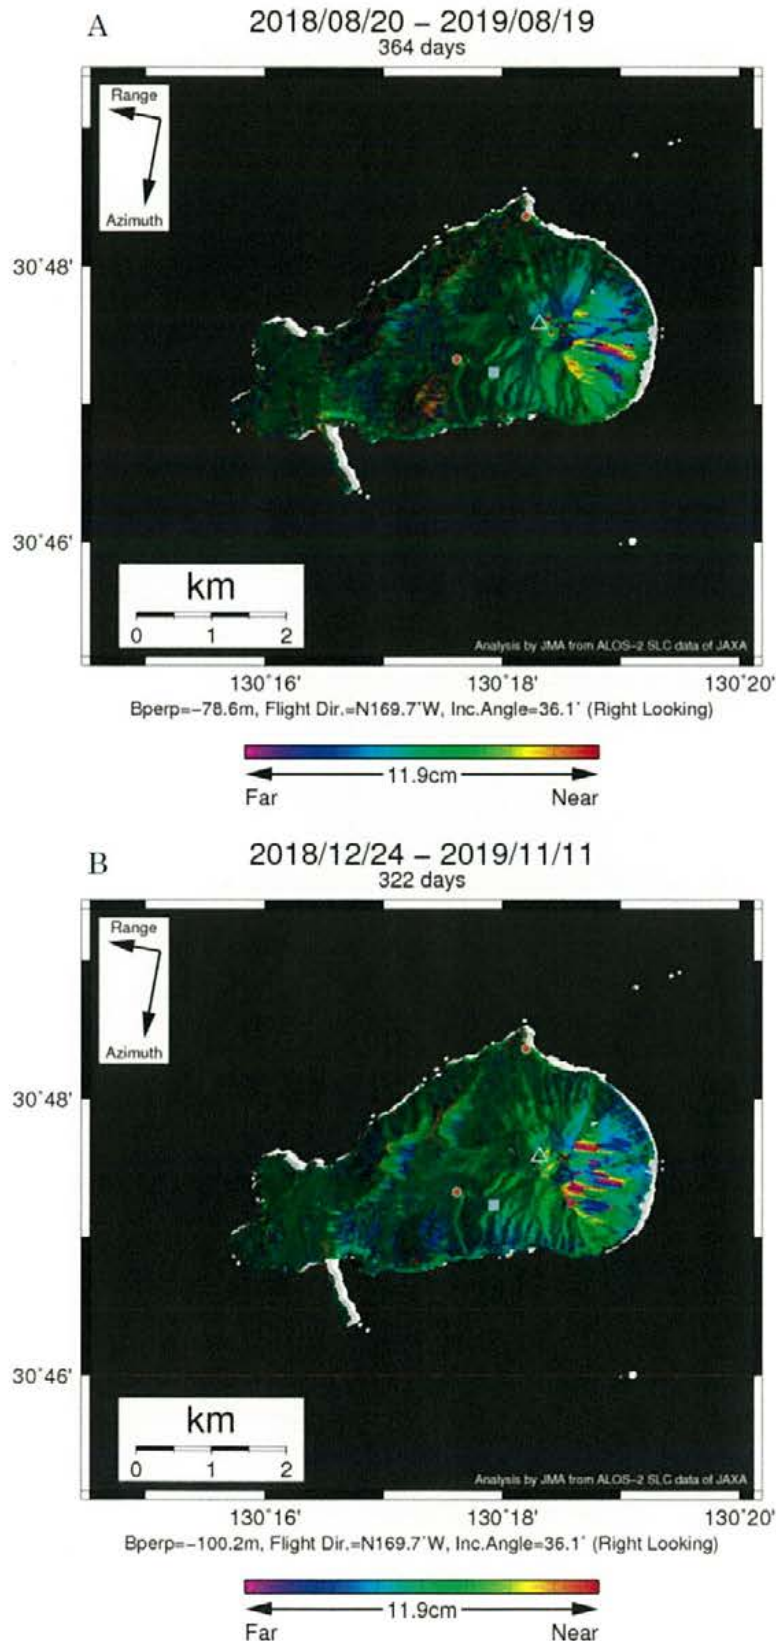 A
2018/08/20 − 2019/08/19
364 days
Range
Azimuth
30˚48'
30˚46'
km
0 1 2
Analysis by JMA from ALOS−2 SLC data of JAXA
130˚16' 130˚18' 130˚20'
Bperp=−78.6m, Flight Dir.=N169.7˚W, Inc.Angle=36.1˚ (Right Looking)
11.9cm
Far Near
B
2018/12/24 − 2019/11/11
322 days
Range
Azimuth
30˚48'
30˚46'
km
0 1 2
Analysis by JMA from ALOS−2 SLC data of JAXA
130˚16' 130˚18' 130˚20'
Bperp=−100.2m, Flight Dir.=N169.7˚W, Inc.Angle=36.1˚ (Right Looking)
11.9cm
Far Near